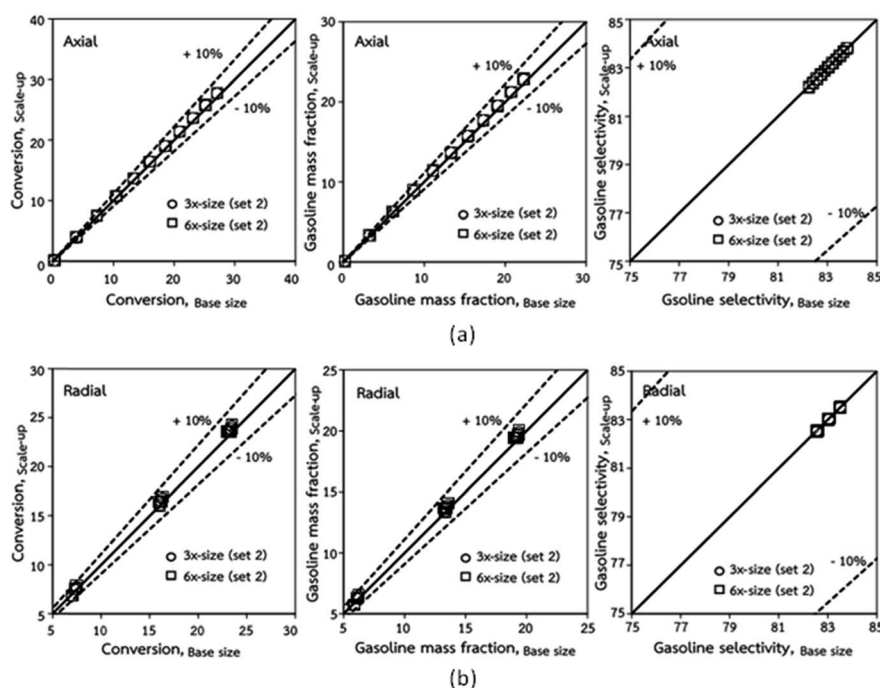 40
30
20
10
0
Conversion, Scale-up
Axial
+ 10%
- 10%
3x-size (set 2)
6x-size (set 2)
0 10 20 30 40
Conversion, Base size
30
20
10
0
Gasoline mass fraction, Scale-up
Axial
+ 10%
- 10%
3x-size (set 2)
6x-size (set 2)
0 10 20 30
Gasoline mass fraction, Base size
85
83
81
79
77
75
Gasoline selectivity, Scale-up
Axial
+ 10%
- 10%
3x-size (set 2)
6x-size (set 2)
75 77 79 81 83 85
Gsoline selectivity, Base size
(a)
30
25
20
15
10
5
Conversion, Scale-up
Radial
+ 10%
- 10%
3x-size (set 2)
6x-size (set 2)
5 10 15 20 25 30
Conversion, Base size
25
20
15
10
5
Gasoline mass fraction, Scale-up
Radial
+ 10%
- 10%
3x-size (set 2)
6x-size (set 2)
5 10 15 20 25
Gasoline mass fraction, Base size
85
83
81
79
77
75
Gasoline selectivity, Scale-up
Radial
+ 10%
- 10%
3x-size (set 2)
6x-size (set 2)
75 77 79 81 83 85
Gasoline selectivity, Base size
(b)